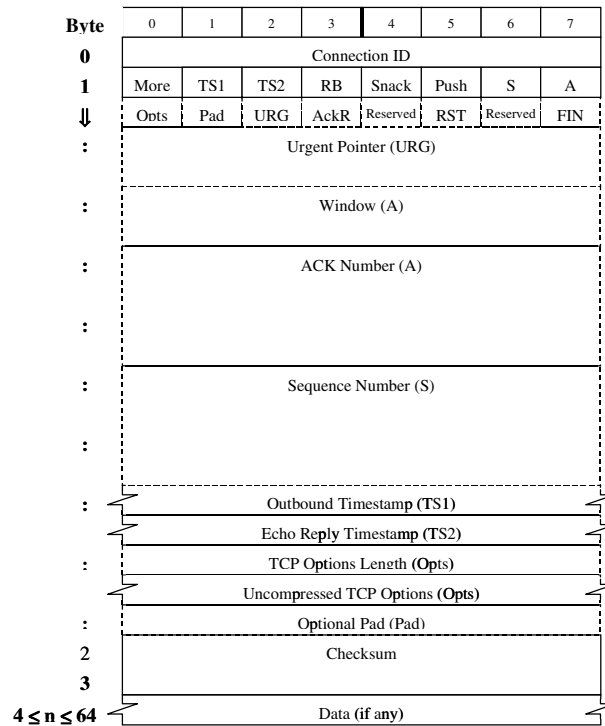 Byte 0 1 2 3 4 5 6 7
0 Connection ID
1 More TS1 TS2 RB Snack Push S A
⇓ Opts Pad URG AckR Reserved RST Reserved FIN
: Urgent Pointer (URG)
: Window (A)
: ACK Number (A)
:
: Sequence Number (S)
:
: Outbound Timestamp (TS1)
Echo Reply Timestamp (TS2)
: TCP Options Length (Opts)
Uncompressed TCP Options (Opts)
: Optional Pad (Pad)
2 Checksum
3
4 ≤ n ≤ 64 Data (if any)